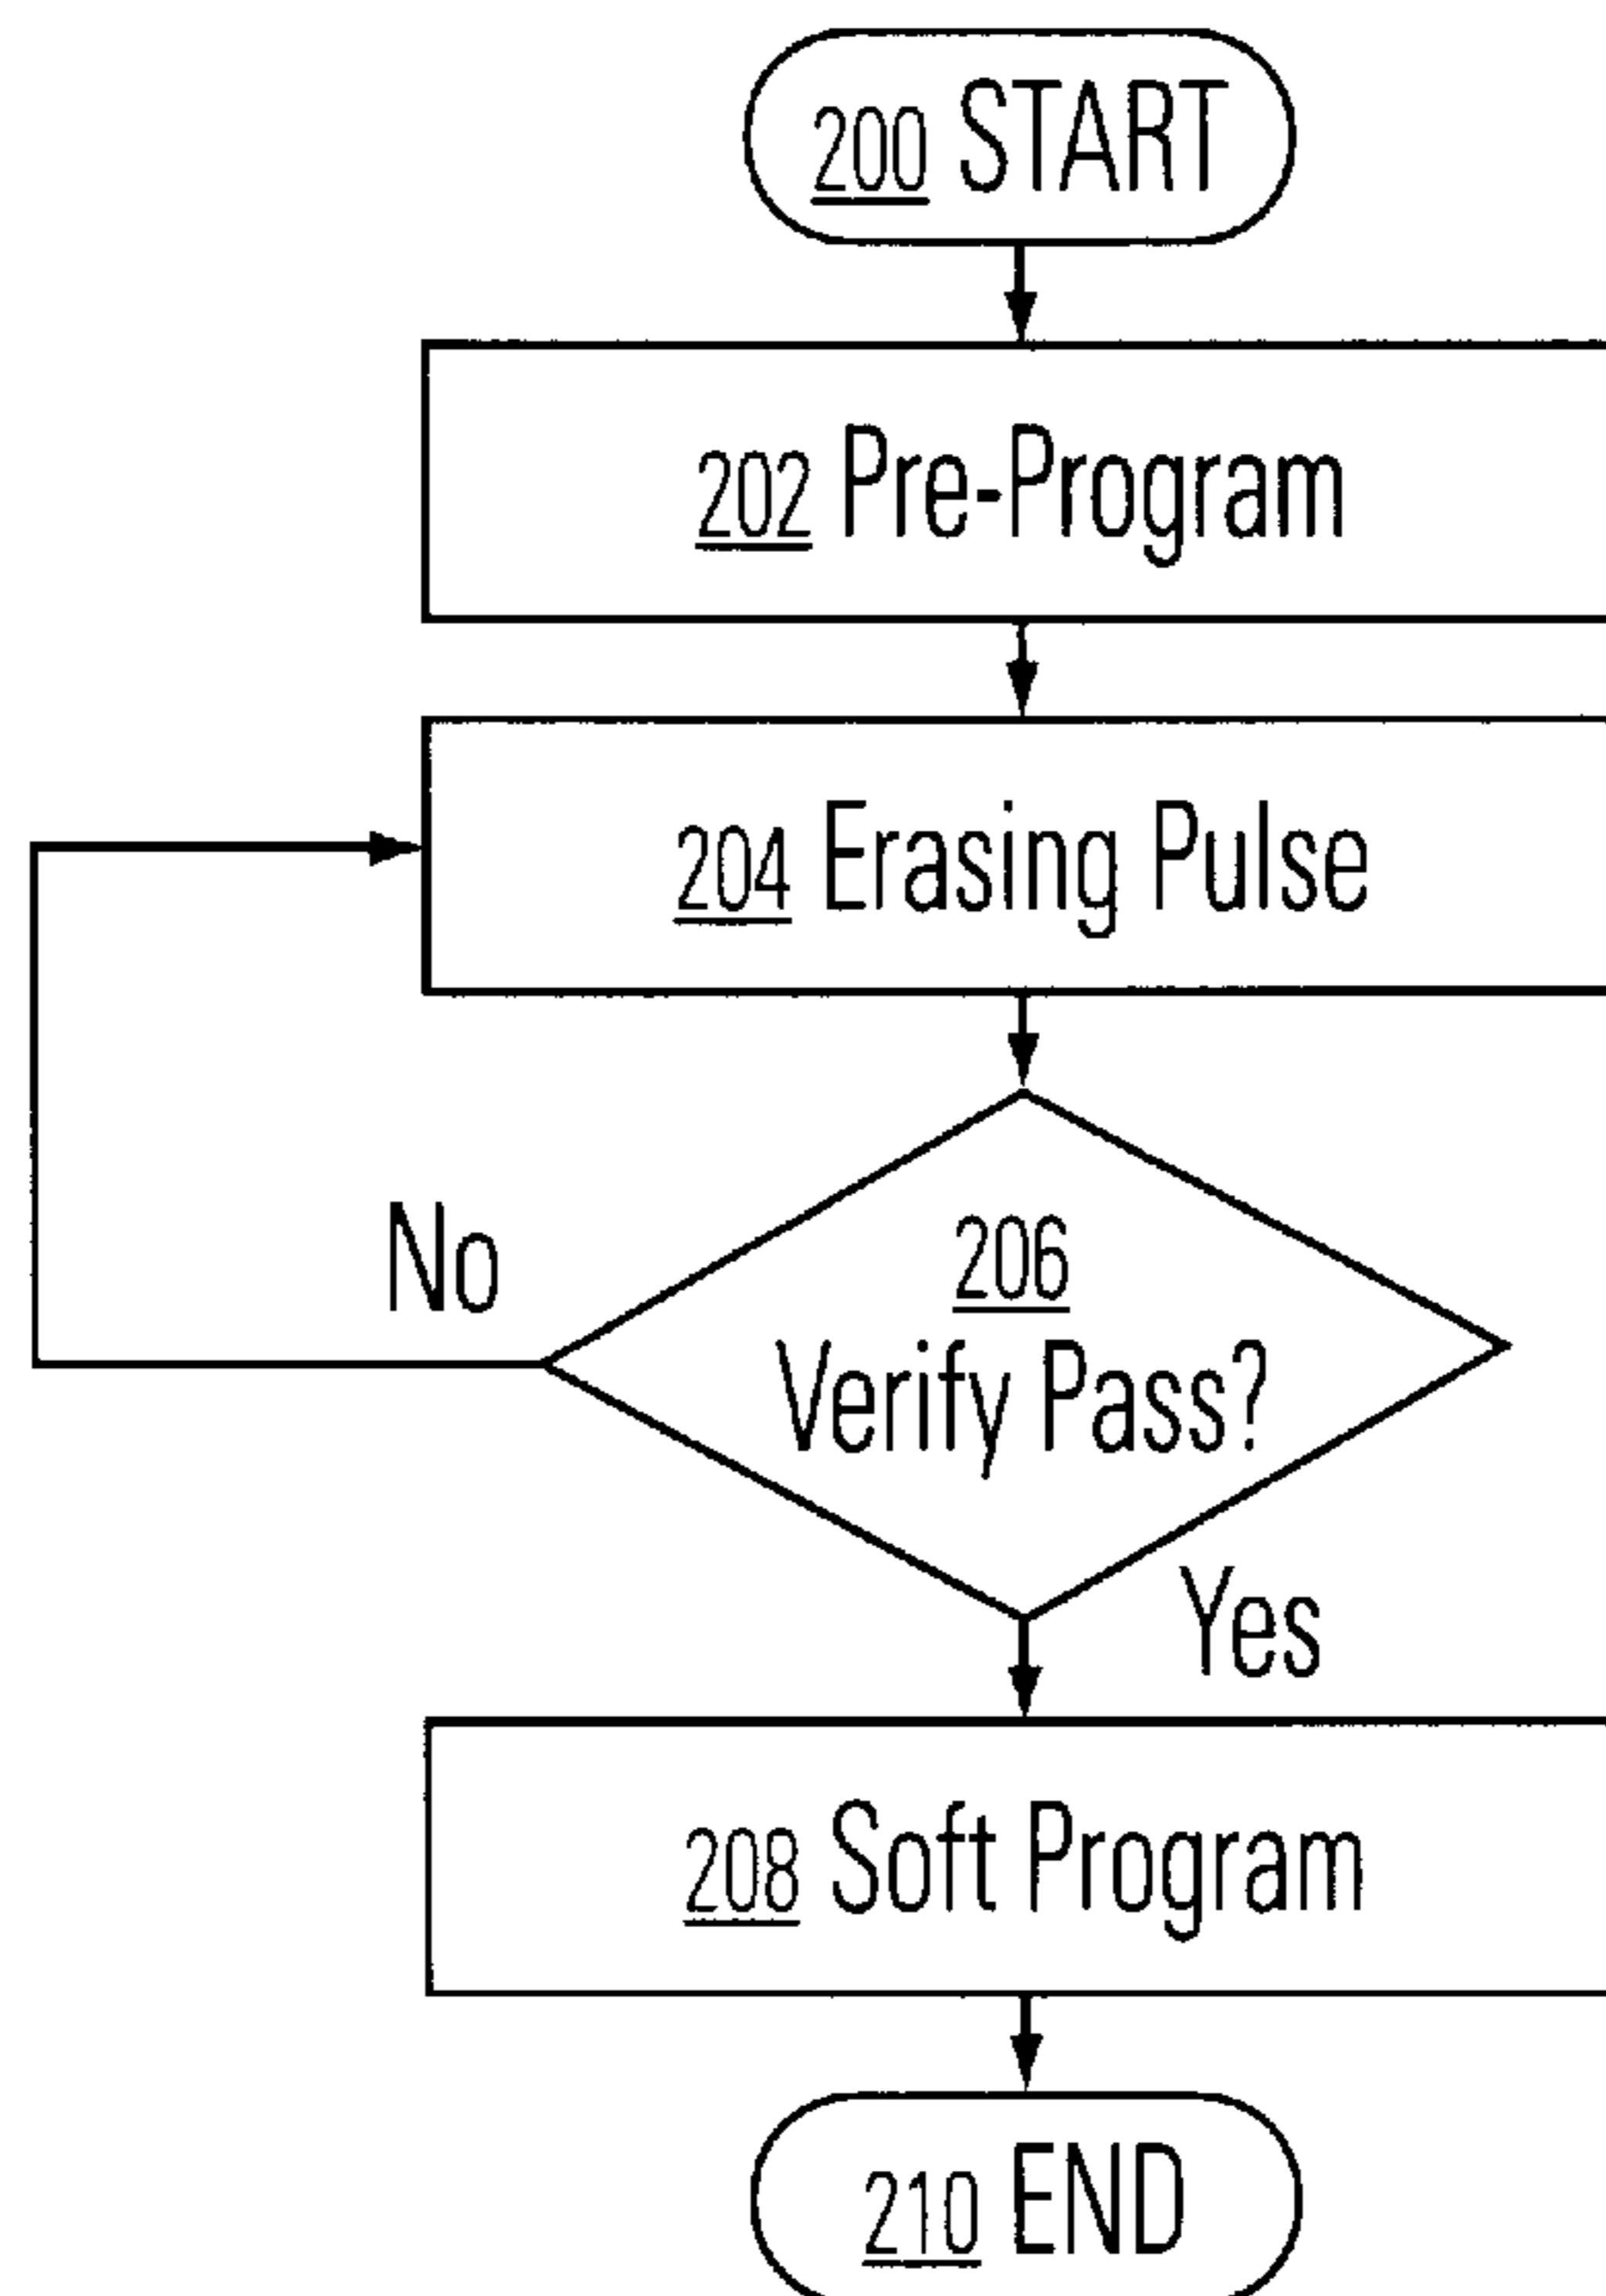 200 START
202 Pre-Program
204 Erasing Pulse
No
206
Verify Pass?
Yes
208 Soft Program
210 END